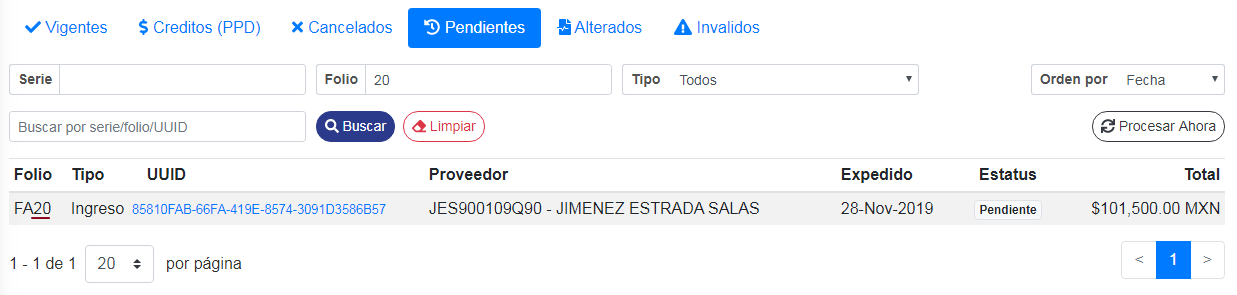 Vigentes Creditos (PPD) Cancelados Pendientes Alterados Invalidos
Serie Folio 20 Tipo Todos Orden por Fecha
Buscar por serie/folio/UUID Buscar Limpiar Procesar Ahora
Folio Tipo UUID Proveedor Expedido Estatus Total
FA20 Ingreso 85810FAB-66FA-419E-8574-3091D3586B57 JES900109Q90 - JIMENEZ ESTRADA SALAS 28-Nov-2019 Pendiente $101,500.00 MXN
1 - 1 de 1 20 por página < 1 >